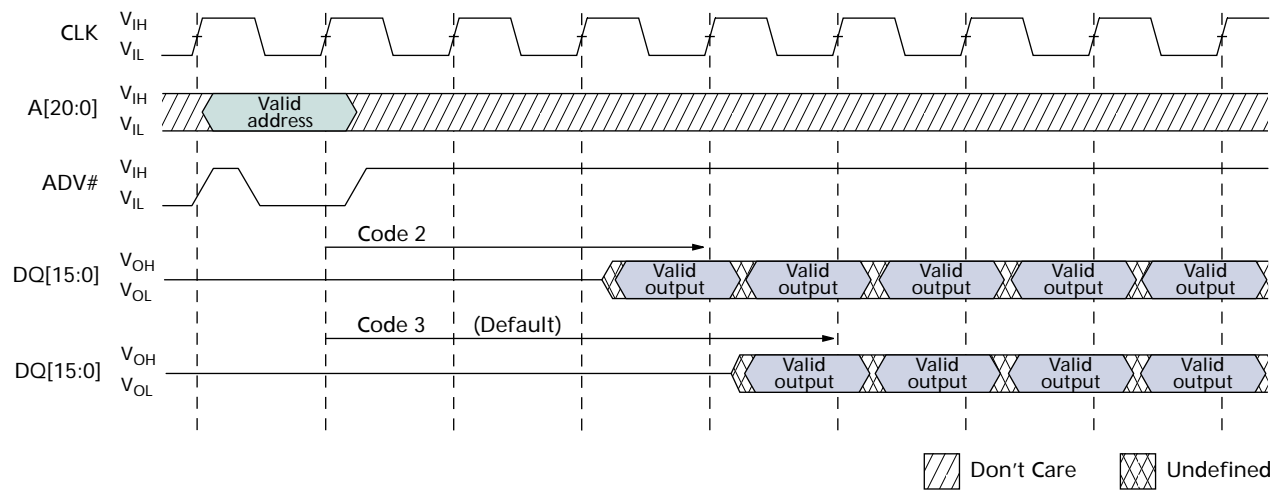 CLK
V_IH
V_IL
A[20:0]
V_IH
V_IL
Valid
address
ADV#
V_IH
V_IL
Code 2
DQ[15:0]
V_OH
V_OL
Valid
output
Valid
output
Valid
output
Valid
output
Valid
output
Code 3 (Default)
DQ[15:0]
V_OH
V_OL
Valid
output
Valid
output
Valid
output
Valid
output
Don't Care
Undefined